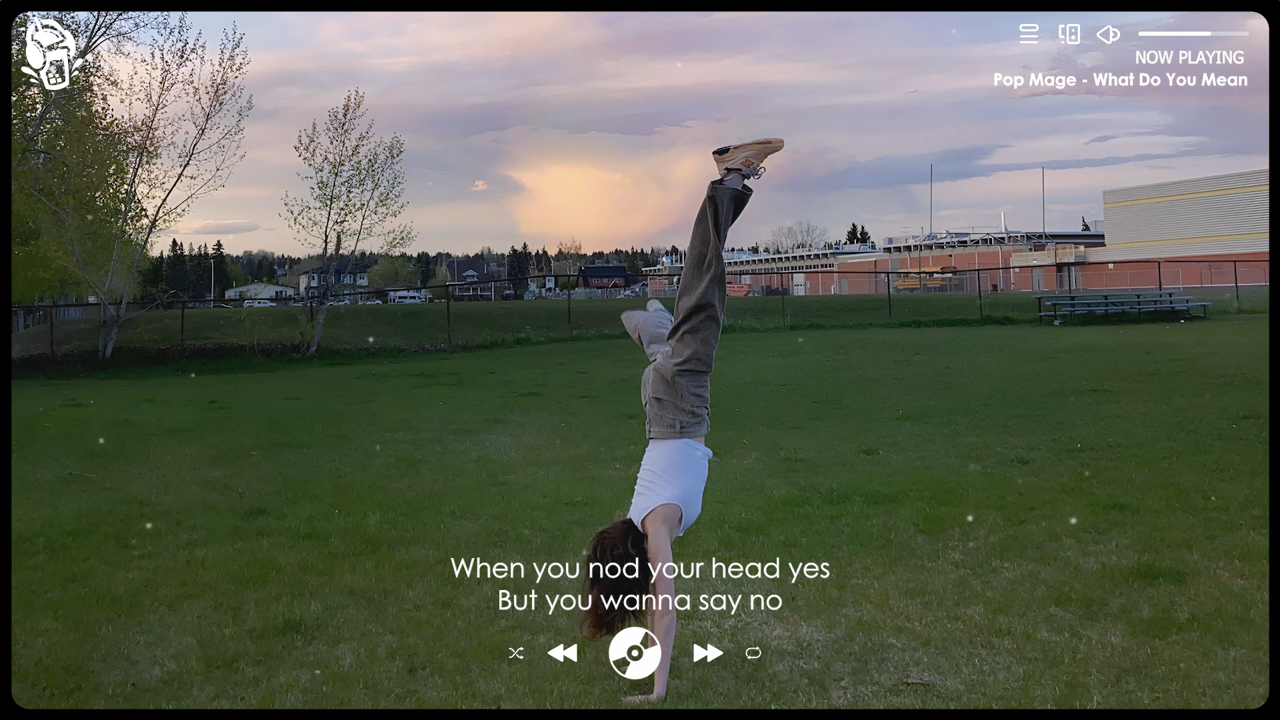 NOW PLAYING
Pop Mage - What Do You Mean
When you nod your head yes
But you wanna say no